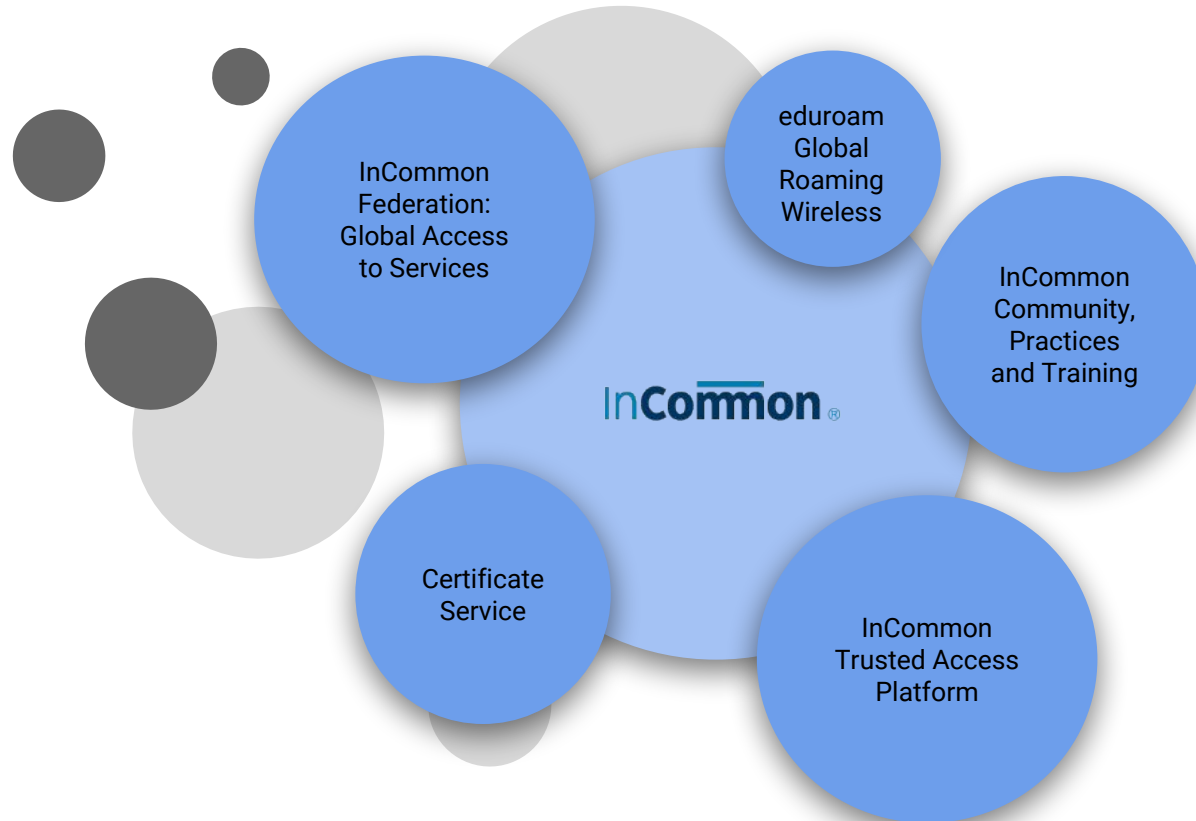 InCommon
Federation:
Global Access
to Services
eduroam
Global
Roaming
Wireless
InCommon
Community,
Practices
and Training
InCommon®
Certificate
Service
InCommon
Trusted Access
Platform